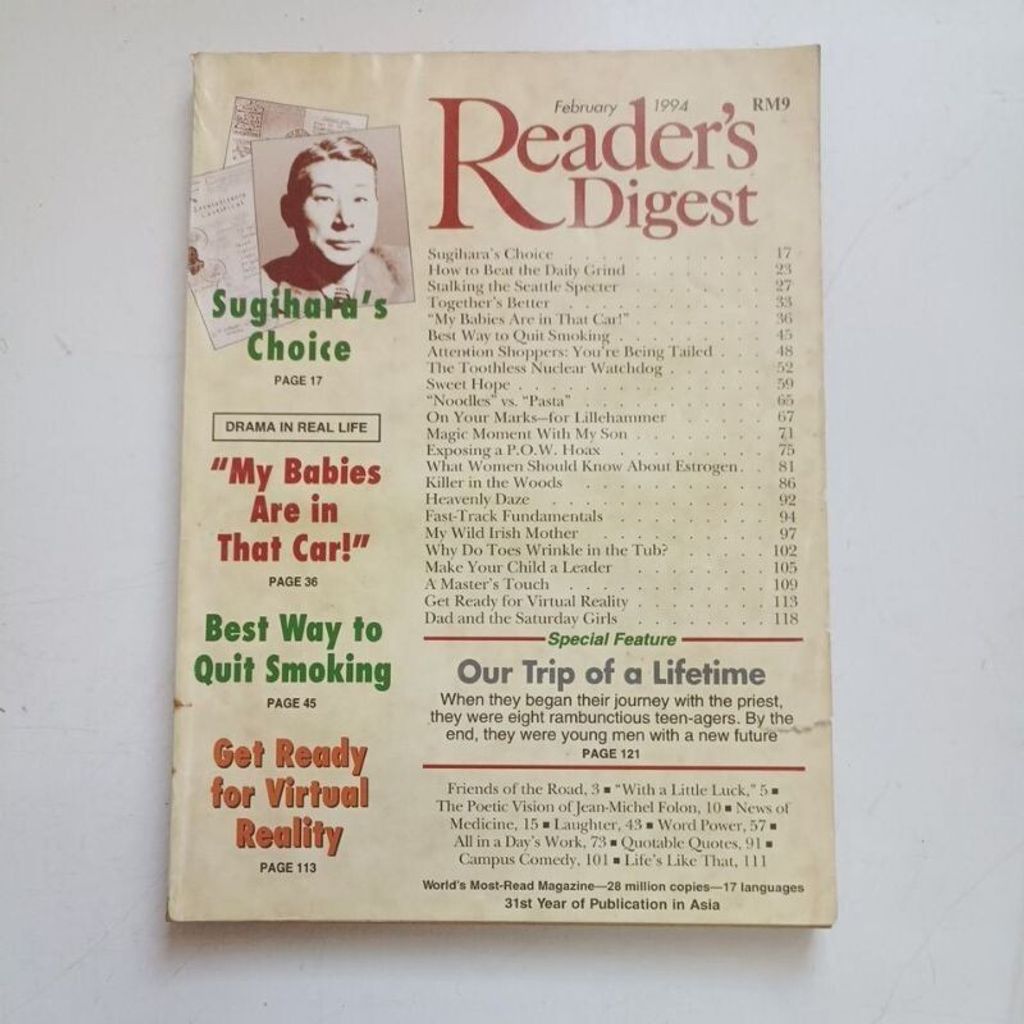 February 1994 RM9
Reader's
Digest
Sugihara's
Choice
PAGE 17
DRAMA IN REAL LIFE
"My Babies
Are in
That Car!"
PAGE 36
Best Way to
Quit Smoking
PAGE 45
Get Ready
for Virtual
Reality
PAGE 113
Sugihara's Choice . . . . . . . . . . . . 17
How to Beat the Daily Grind . . . . . . . . 23
Stalking the Seattle Specter . . . . . . . . 27
Together's Better . . . . . . . . . . . . 33
"My Babies Are in That Car!" . . . . . . . . 36
Best Way to Quit Smoking . . . . . . . . . 45
Attention Shoppers: You're Being Tailed . . . 48
The Toothless Nuclear Watchdog . . . . . . 52
Sweet Hope . . . . . . . . . . . . . . 59
"Noodles" vs. "Pasta" . . . . . . . . . . . 65
On Your Marks—for Lillehammer . . . . . . 67
Magic Moment With My Son . . . . . . . . 71
Exposing a P.O.W. Hoax . . . . . . . . . 75
What Women Should Know About Estrogen . . 81
Killer in the Woods . . . . . . . . . . . 86
Heavenly Daze . . . . . . . . . . . . . 92
Fast-Track Fundamentals . . . . . . . . . 94
My Wild Irish Mother . . . . . . . . . . 97
Why Do Toes Wrinkle in the Tub? . . . . . 102
Make Your Child a Leader . . . . . . . . 105
A Master's Touch . . . . . . . . . . . . 109
Get Ready for Virtual Reality . . . . . . . . 113
Dad and the Saturday Girls . . . . . . . . 118
Special Feature
Our Trip of a Lifetime
When they began their journey with the priest,
they were eight rambunctious teen-agers. By the
end, they were young men with a new future
PAGE 121
Friends of the Road, 3 ■ "With a Little Luck," 5 ■
The Poetic Vision of Jean-Michel Folon, 10 ■ News of
Medicine, 15 ■ Laughter, 43 ■ Word Power, 57 ■
All in a Day's Work, 73 ■ Quotable Quotes, 91 ■
Campus Comedy, 101 ■ Life's Like That, 111
World's Most-Read Magazine—28 million copies—17 languages
31st Year of Publication in Asia